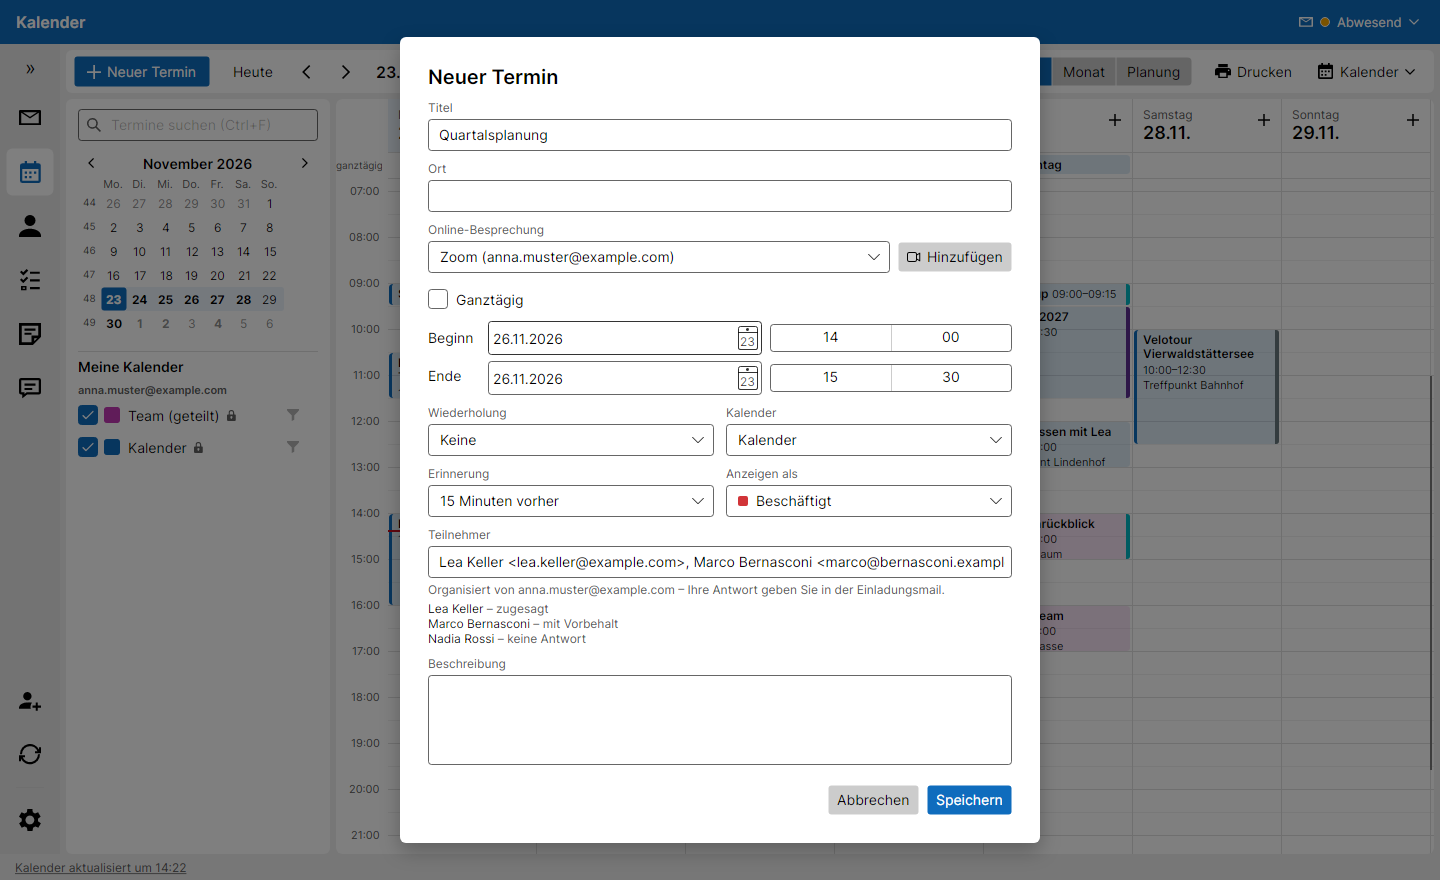 Kalender
Abwesend
Neuer Termin
Heute
23.
Monat
Planung
Drucken
Kalender
Termine suchen (Ctrl+F)
November 2026
Mo. Di. Mi. Do. Fr. Sa. So.
44 26 27 28 29 30 31 1
45 2 3 4 5 6 7 8
46 9 10 11 12 13 14 15
47 16 17 18 19 20 21 22
48 23 24 25 26 27 28 29
49 30 1 2 3 4 5 6
Meine Kalender
anna.muster@example.com
Team (geteilt)
Kalender
Kalender aktualisiert um 14:22
ganztägig
07:00
08:00
09:00
10:00
11:00
12:00
13:00
14:00
15:00
16:00
17:00
18:00
19:00
20:00
21:00
Neuer Termin
Titel
Quartalsplanung
Ort
Online-Besprechung
Zoom (anna.muster@example.com)
Hinzufügen
Ganztägig
Beginn
26.11.2026
23
14
00
Ende
26.11.2026
23
15
30
Wiederholung
Keine
Kalender
Kalender
Erinnerung
15 Minuten vorher
Anzeigen als
Beschäftigt
Teilnehmer
Lea Keller <lea.keller@example.com>, Marco Bernasconi <marco@bernasconi.exampl
Organisiert von anna.muster@example.com – Ihre Antwort geben Sie in der Einladungsmail.
Lea Keller – zugesagt
Marco Bernasconi – mit Vorbehalt
Nadia Rossi – keine Antwort
Beschreibung
Abbrechen
Speichern
ntag
p 09:00–09:15
2027
:30
ssen mit Lea
:00
nt Lindenhof
rückblick
:00
aum
eam
:00
asse
Samstag
28.11.
Velotour
Vierwaldstättersee
10:00–12:30
Treffpunkt Bahnhof
Sonntag
29.11.